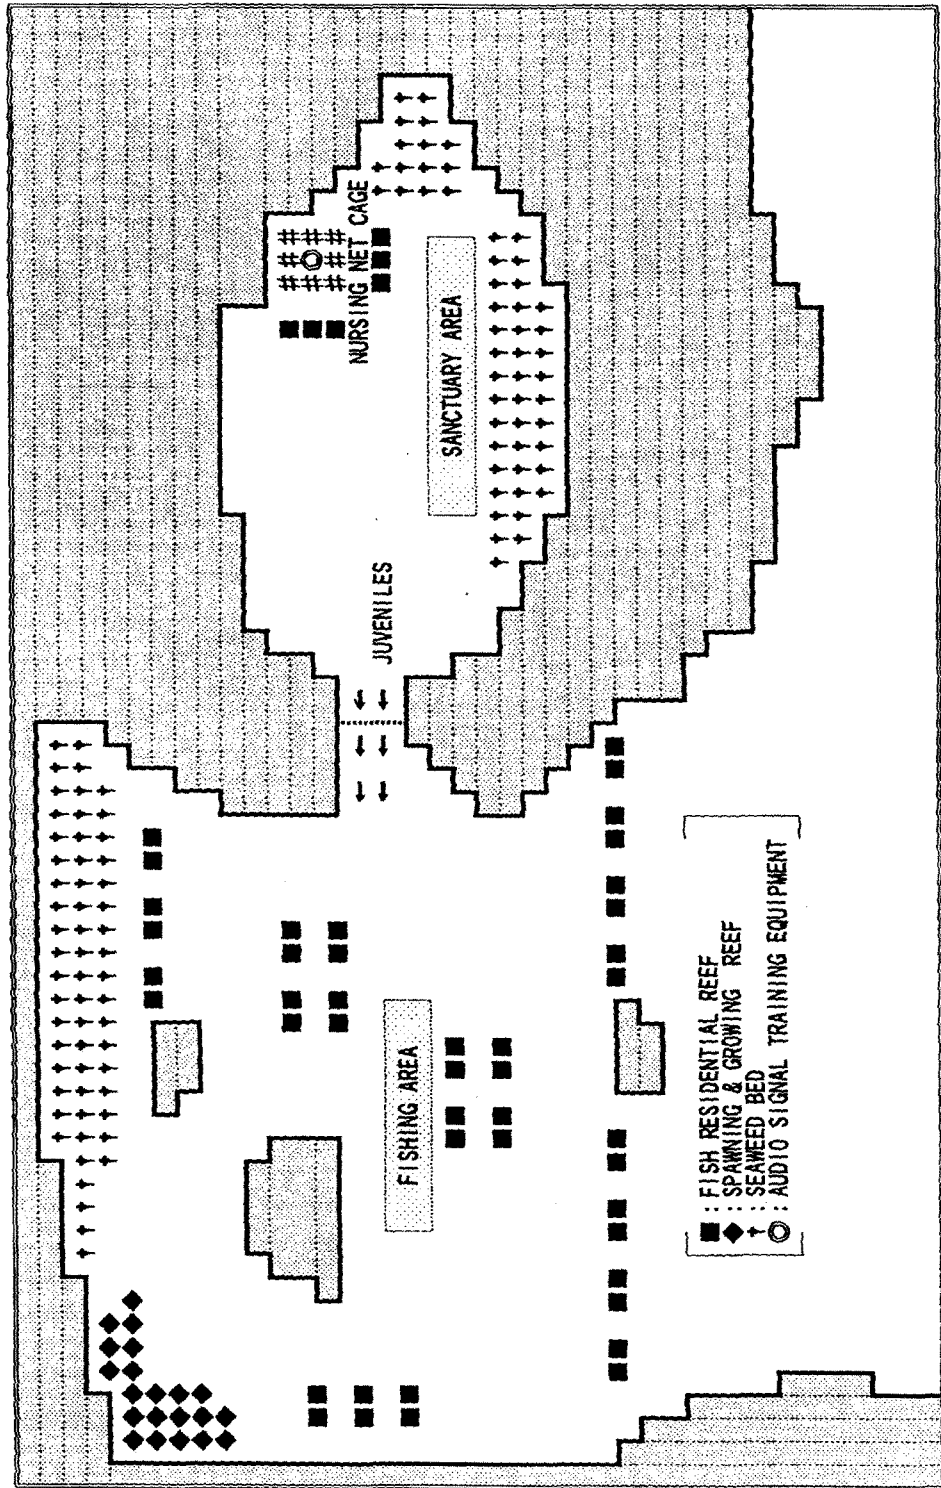 NURSING NET CAGE
SANCTUARY AREA
JUVENILES
FISHING AREA
■ : FISH RESIDENTIAL REEF
◆ : SPAWNING & GROWING REEF
† : SEAWEED BED
◎ : AUDIO SIGNAL TRAINING EQUIPMENT